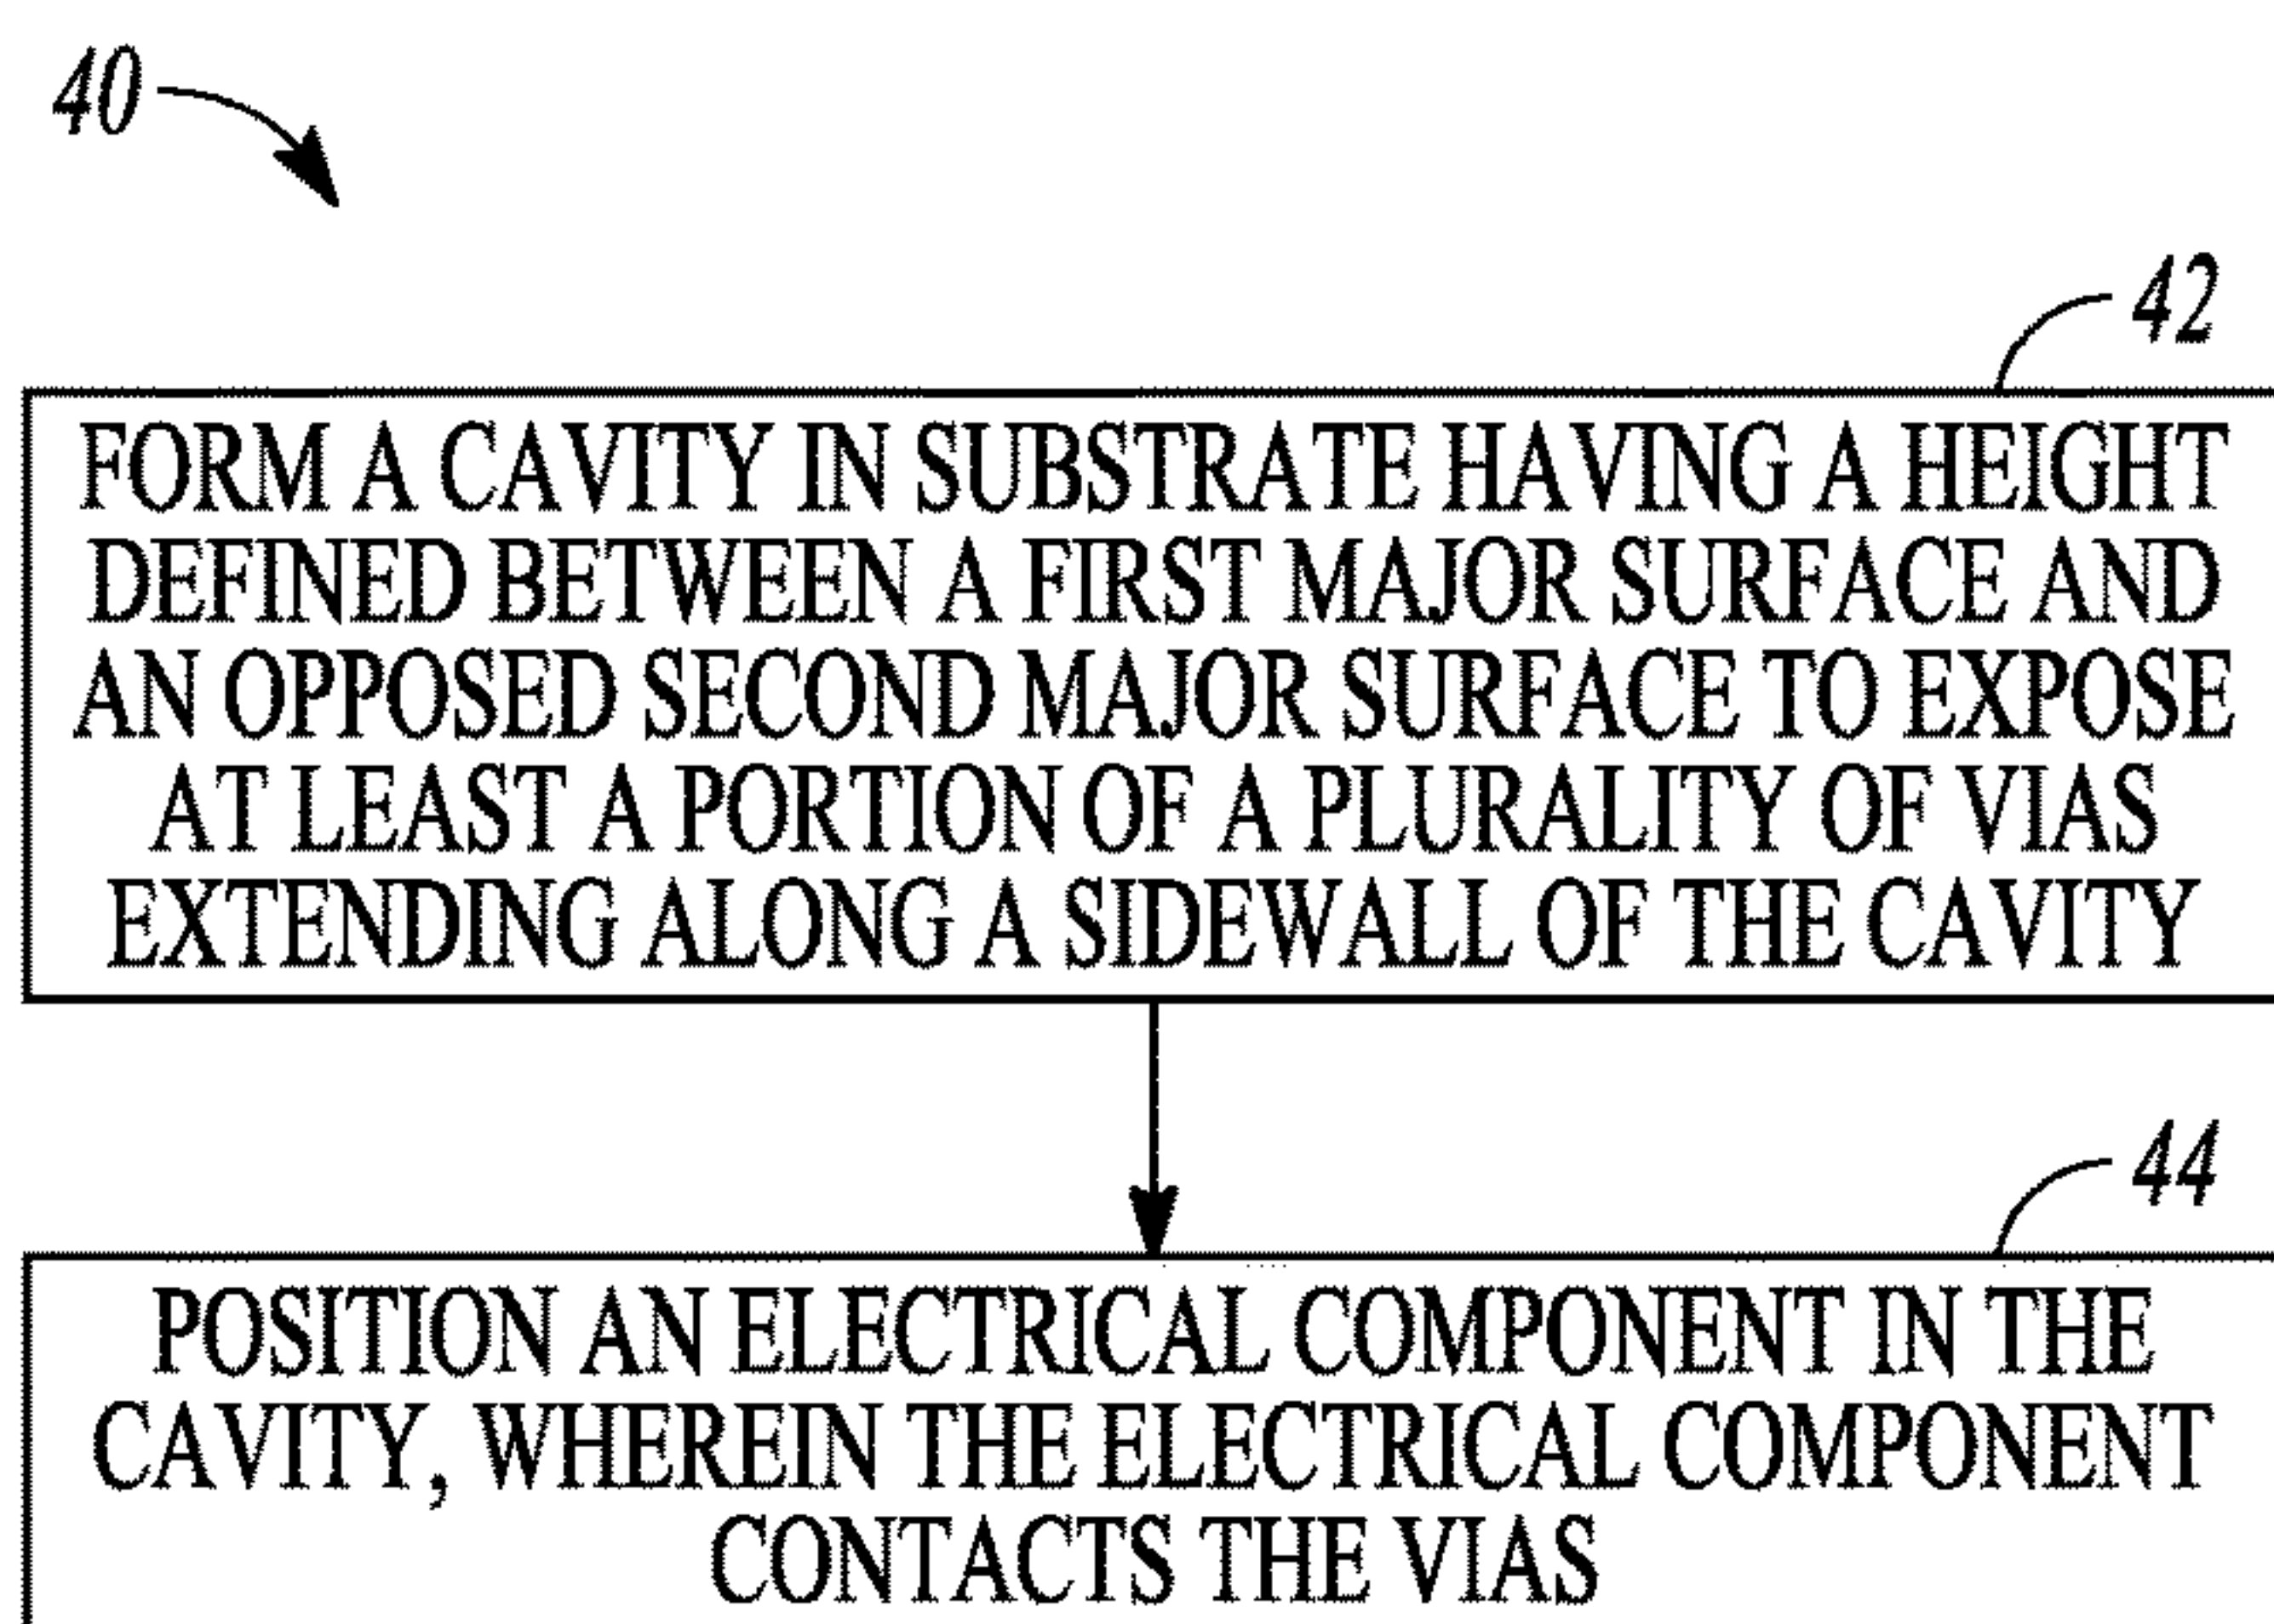 40
42
FORM A CAVITY IN SUBSTRATE HAVING A HEIGHT
DEFINED BETWEEN A FIRST MAJOR SURFACE AND
AN OPPOSED SECOND MAJOR SURFACE TO EXPOSE
AT LEAST A PORTION OF A PLURALITY OF VIAS
EXTENDING ALONG A SIDEWALL OF THE CAVITY
44
POSITION AN ELECTRICAL COMPONENT IN THE
CAVITY, WHEREIN THE ELECTRICAL COMPONENT
CONTACTS THE VIAS